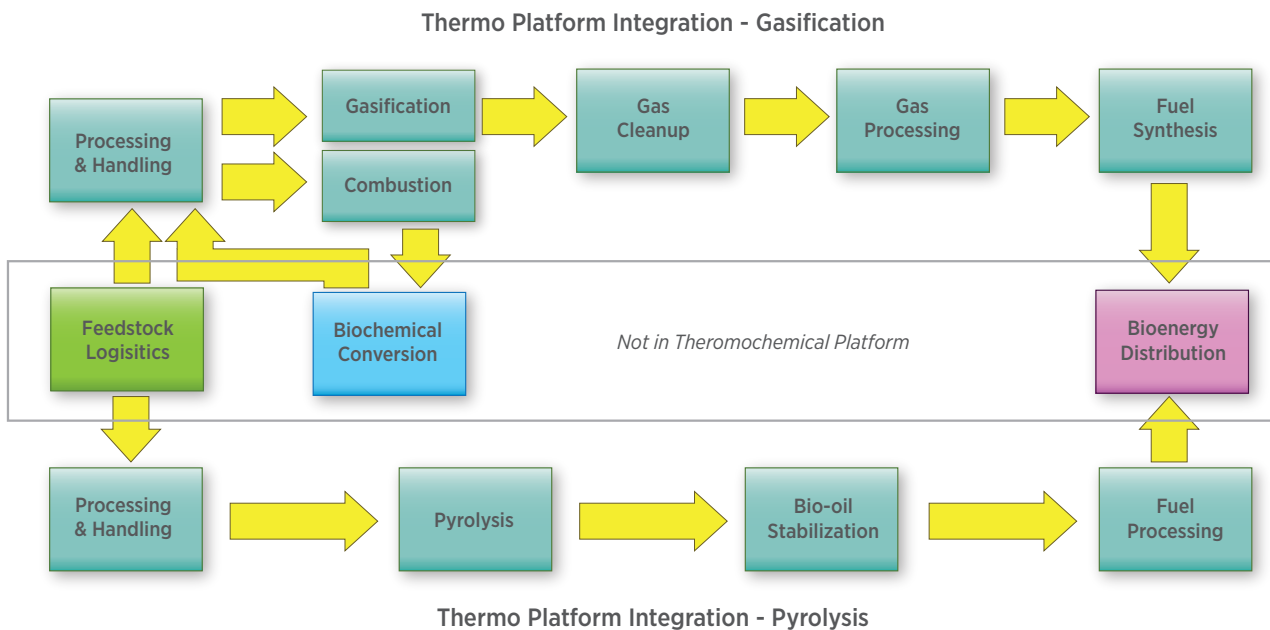 Thermo Platform Integration - Gasification
Processing
& Handling
Gasification
Combustion
Gas
Cleanup
Gas
Processing
Fuel
Synthesis
Feedstock
Logisitics
Biochemical
Conversion
Not in Theromochemical Platform
Bioenergy
Distribution
Processing
& Handling
Pyrolysis
Bio-oil
Stabilization
Fuel
Processing
Thermo Platform Integration - Pyrolysis